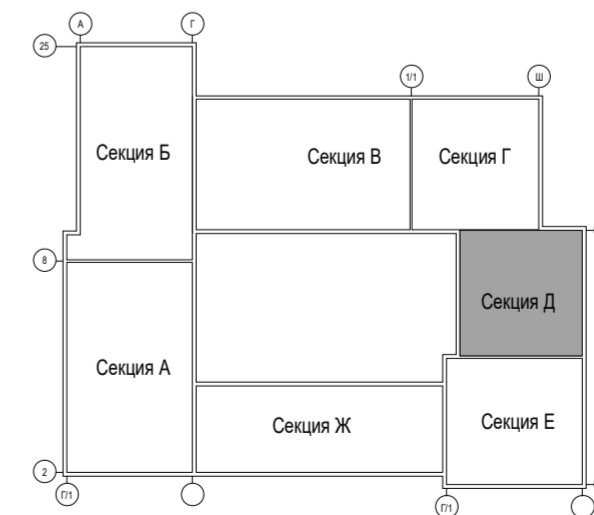 А
Г
25
1/1
Ш
Секция Б
Секция В
Секция Г
8
Секция Д
Секция А
Секция Ж
Секция Е
2
Г/1
Г/1